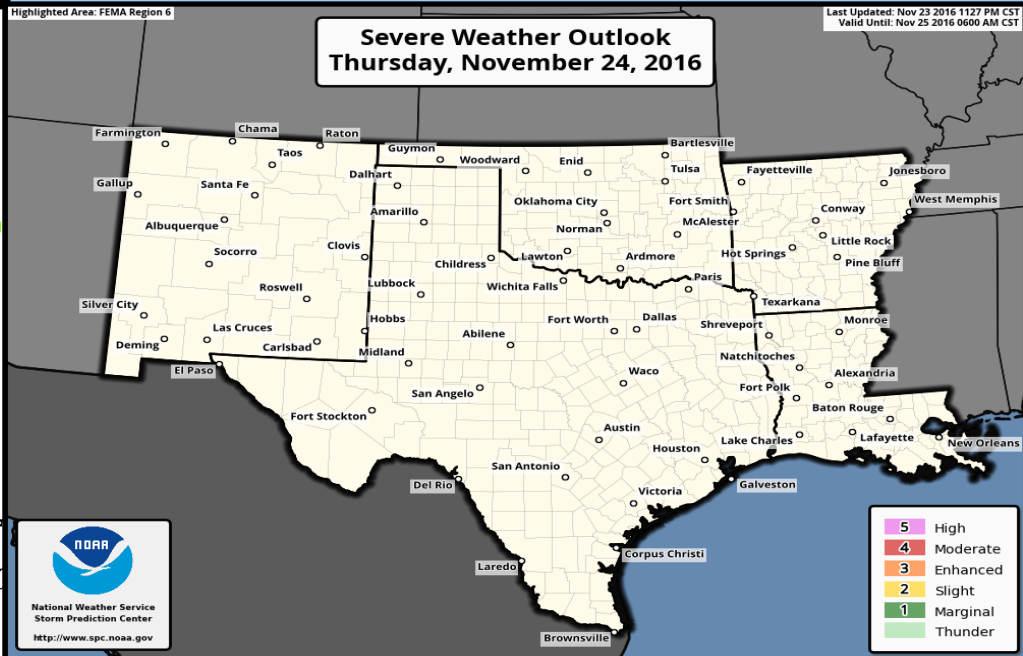 Highlighted Area: FEMA Region 6
Last Updated: Nov 23 2016 1127 PM CST
Valid Until: Nov 25 2016 0600 AM CST
Severe Weather Outlook
Thursday, November 24, 2016
Farmington
Chama
Raton
Taos
Guymon
Woodward
Enid
Bartlesville
Tulsa
Fayetteville
Jonesboro
Gallup
Santa Fe
Dalhart
Oklahoma City
Fort Smith
West Memphis
Albuquerque
Amarillo
Norman
McAlester
Conway
Socorro
Clovis
Childress
Lawton
Ardmore
Hot Springs
Little Rock
Pine Bluff
Roswell
Lubbock
Wichita Falls
Paris
Texarkana
Silver City
Las Cruces
Hobbs
Abilene
Fort Worth
Dallas
Shreveport
Monroe
Deming
Carlsbad
Midland
Natchitoches
El Paso
San Angelo
Waco
Fort Polk
Alexandria
Fort Stockton
Austin
Baton Rouge
Houston
Lake Charles
Lafayette
New Orleans
Del Rio
San Antonio
Victoria
Galveston
Laredo
Corpus Christi
Brownsville
NOAA
National Weather Service
Storm Prediction Center
http://www.spc.noaa.gov
5 High
4 Moderate
3 Enhanced
2 Slight
1 Marginal
Thunder